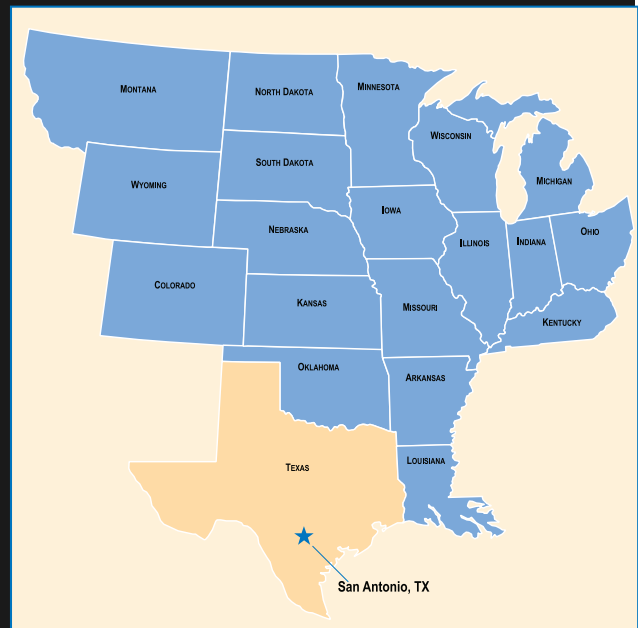 MONTANA
NORTH DAKOTA
MINNESOTA
WISCONSIN
SOUTH DAKOTA
WYOMING
MICHIGAN
IOWA
NEBRASKA
ILLINOIS
INDIANA
OHIO
COLORADO
KANSAS
MISSOURI
KENTUCKY
OKLAHOMA
ARKANSAS
LOUISIANA
TEXAS
San Antonio, TX